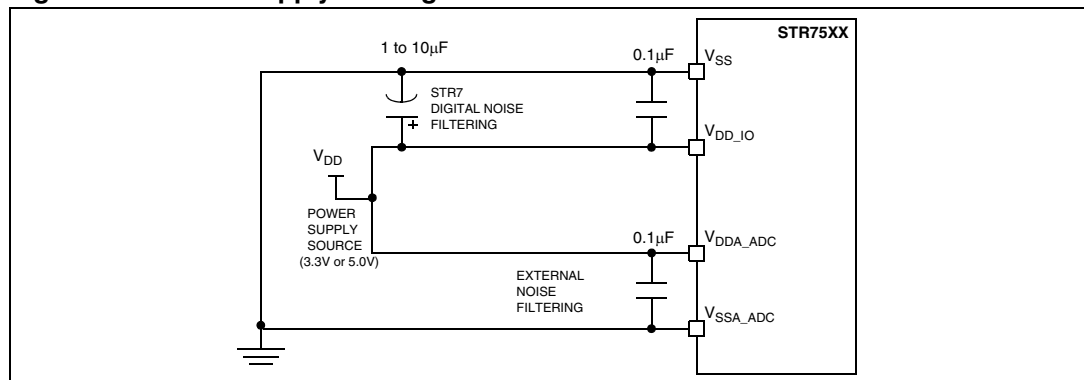 STR75XX
1 to 10μF
0.1μF
VSS
STR7
DIGITAL NOISE
FILTERING
+
VDD_IO
VDD
POWER
SUPPLY
SOURCE
(3.3V or 5.0V)
0.1μF
VDDA_ADC
EXTERNAL
NOISE
FILTERING
VSSA_ADC